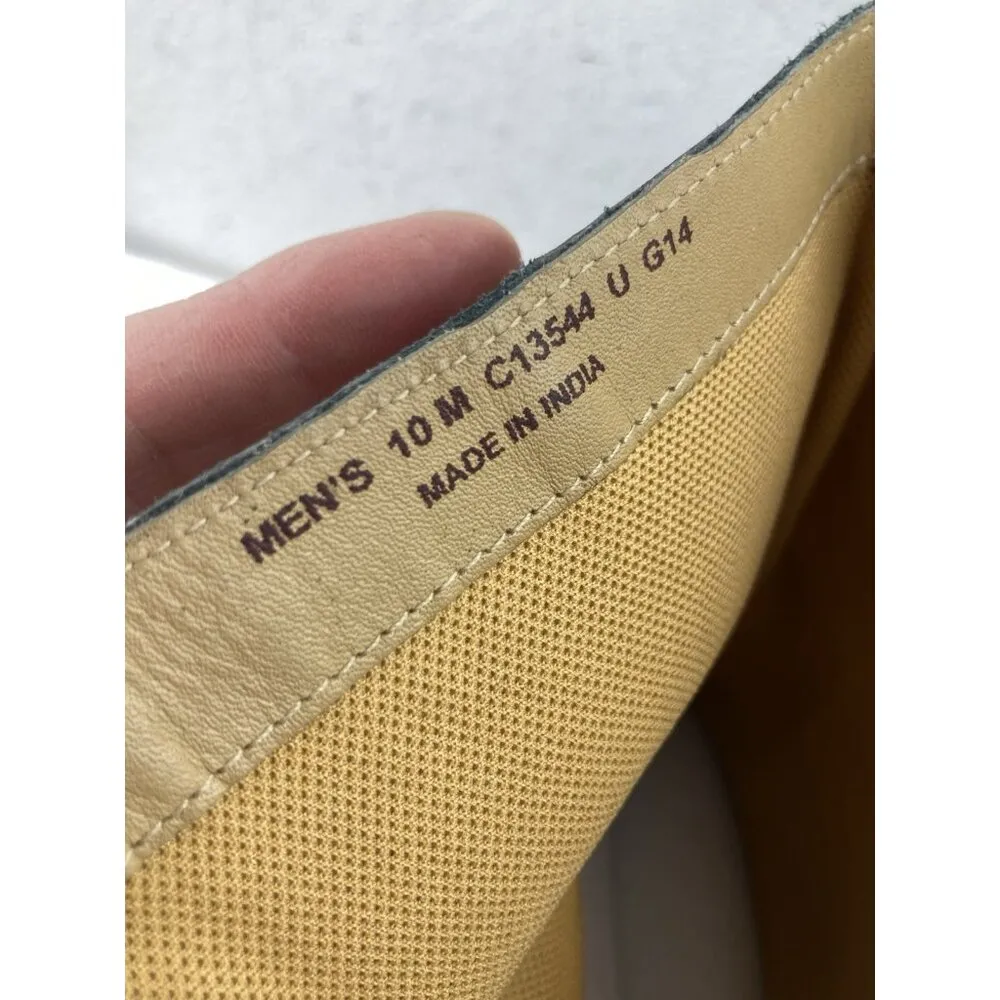 MEN'S 10 M C13544 U G14
MADE IN INDIA